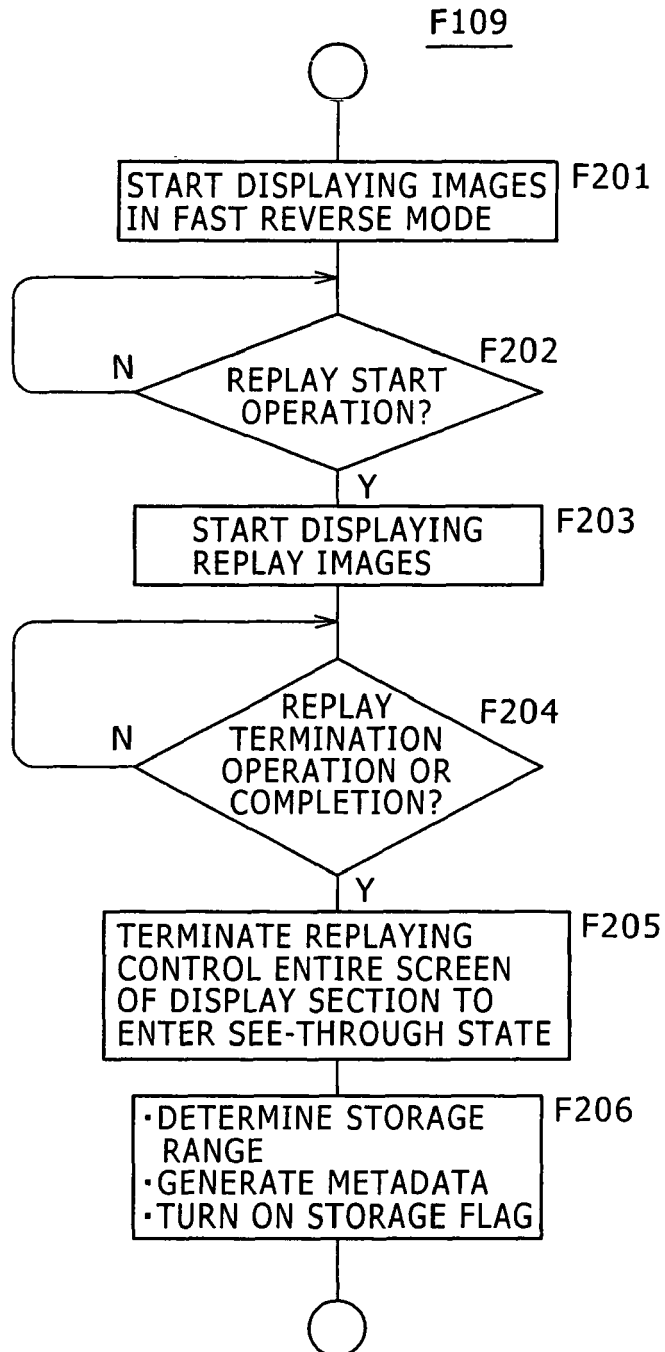 F109
START DISPLAYING IMAGES
IN FAST REVERSE MODE
F201
F202
N
REPLAY START
OPERATION?
Y
START DISPLAYING
REPLAY IMAGES
F203
REPLAY
TERMINATION
OPERATION OR
COMPLETION?
F204
N
Y
TERMINATE REPLAYING
CONTROL ENTIRE SCREEN
OF DISPLAY SECTION TO
ENTER SEE-THROUGH STATE
F205
·DETERMINE STORAGE
RANGE
·GENERATE METADATA
·TURN ON STORAGE FLAG
F206